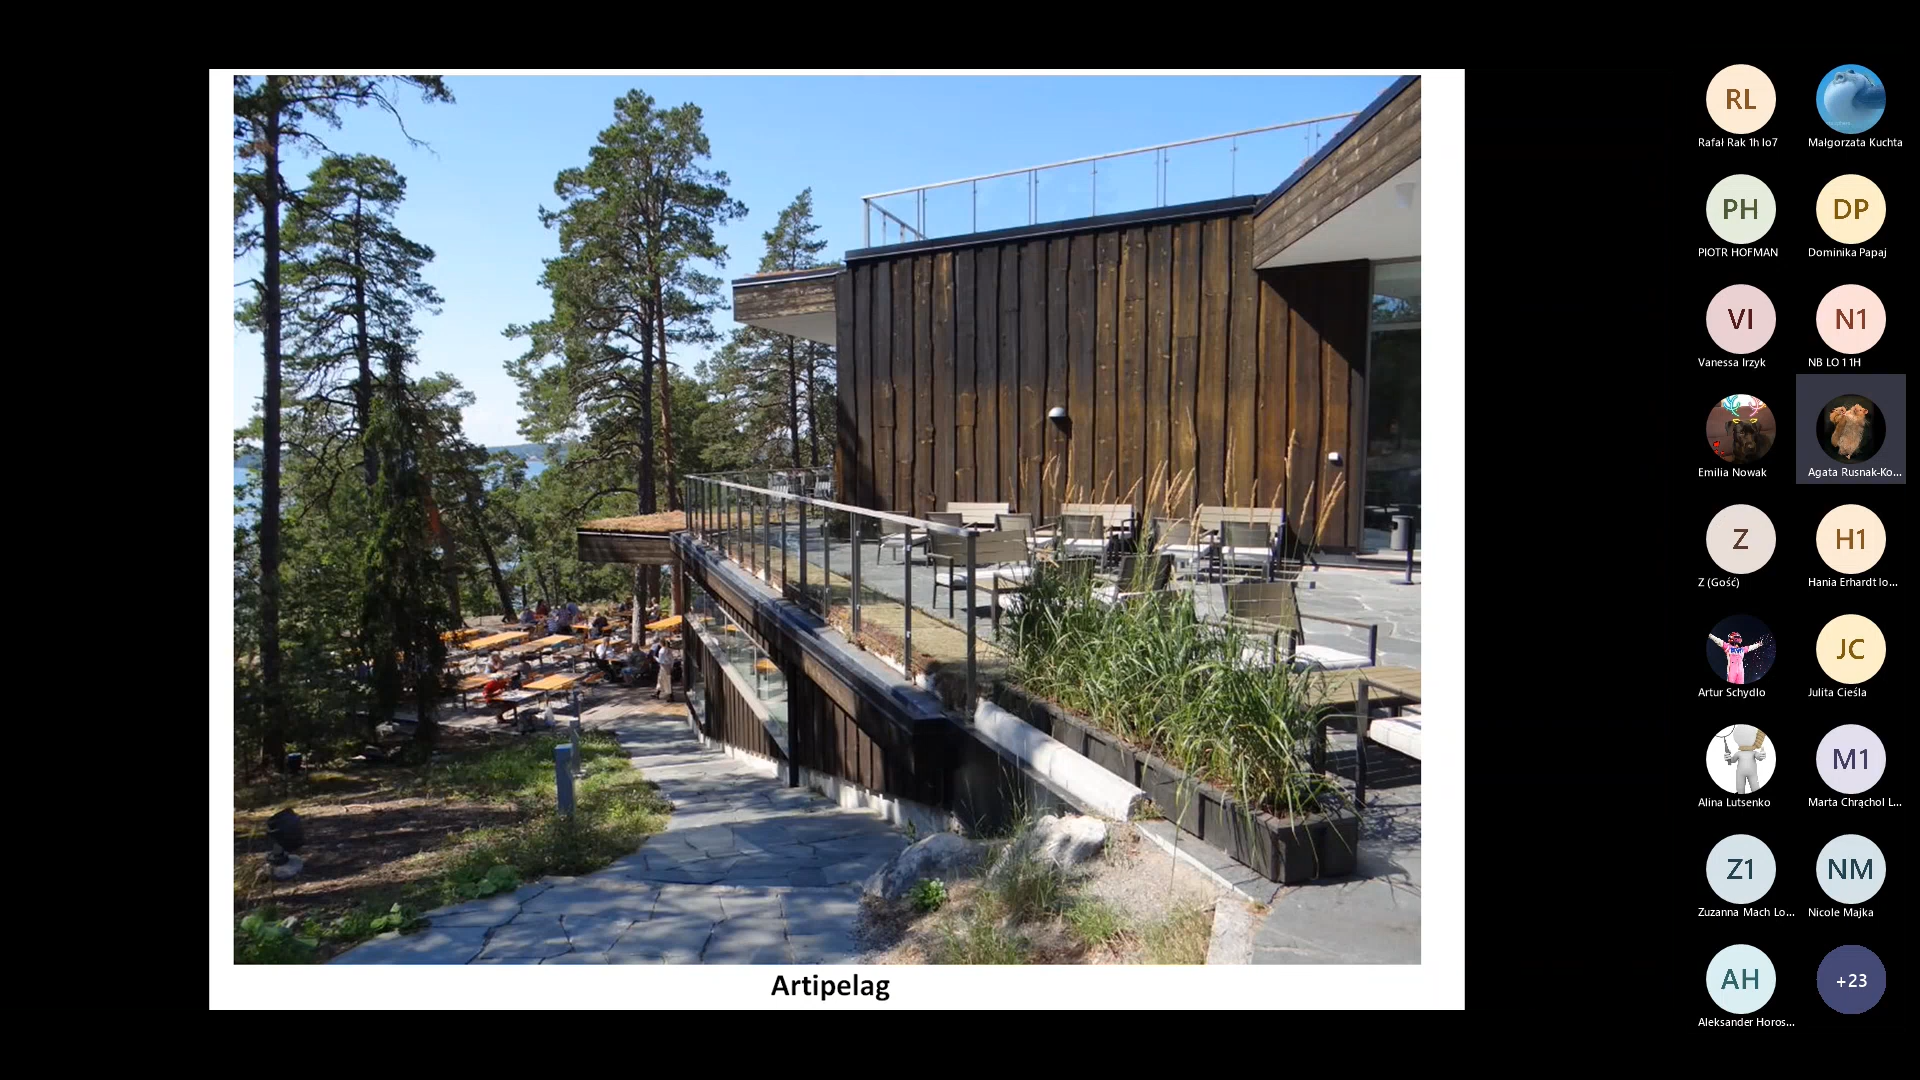 RL
Rafał Rak 1h lo7
Małgorzata Kuchta
PH
PIOTR HOFMAN
DP
Dominika Papaj
VI
Vanessa Irzyk
N1
NB LO 1 1H
Emilia Nowak
Agata Rusnak-Ko...
Z
Z (Gość)
H1
Hania Erhardt lo...
Artur Schydlo
JC
Julita Cieśla
Alina Lutsenko
M1
Marta Chrąchol L...
Z1
Zuzanna Mach Lo...
NM
Nicole Majka
AH
Aleksander Horos...
+23
Artipelag